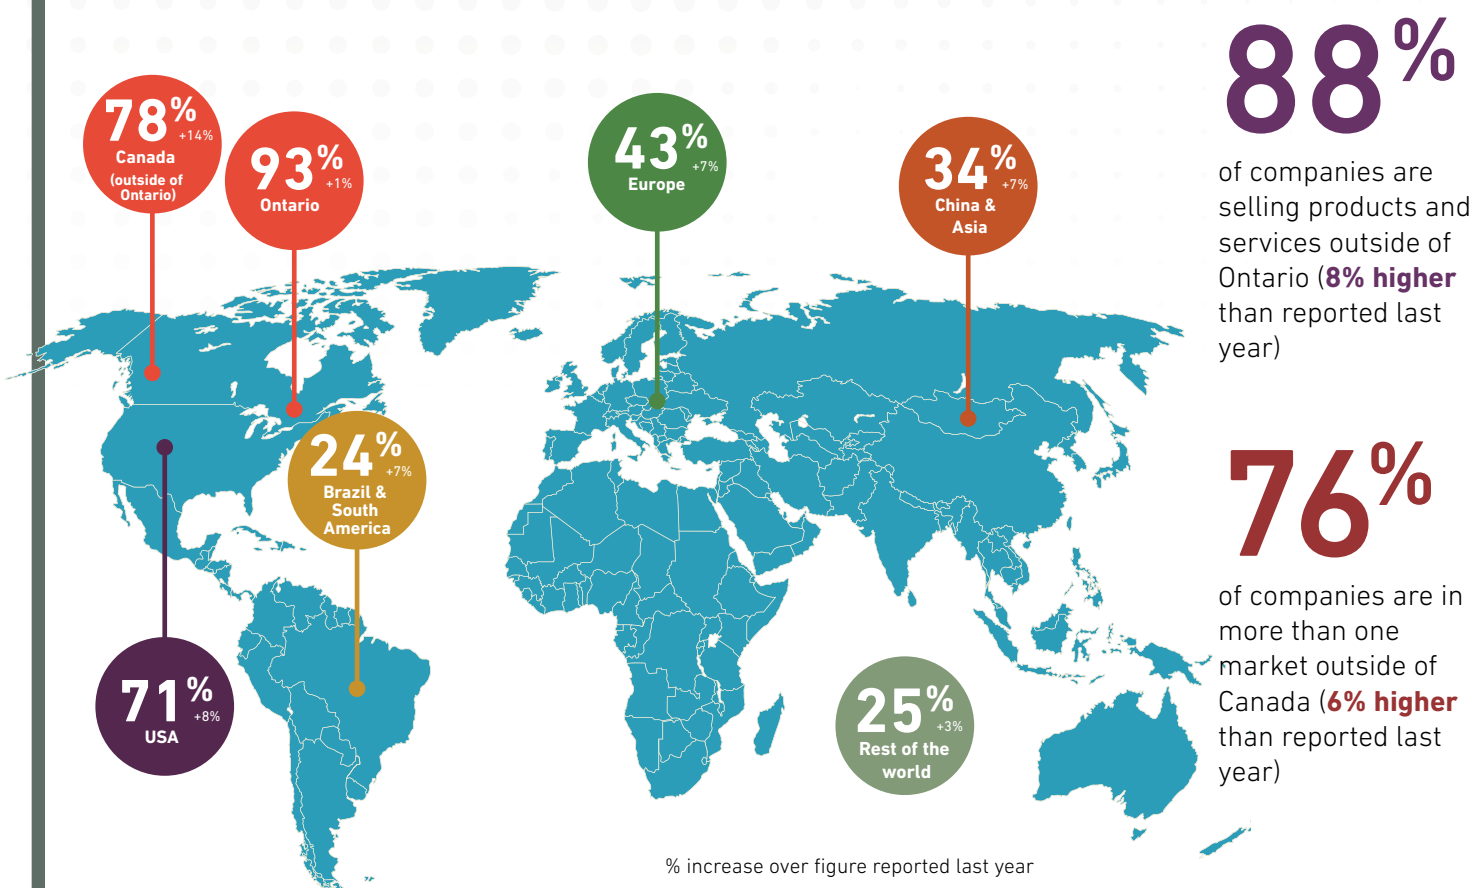 78%
+14%
Canada
(outside of
Ontario)
93%
+1%
Ontario
43%
+7%
Europe
34%
+7%
China &
Asia
24%
+7%
Brazil &
South
America
71%
+8%
USA
25%
+3%
Rest of the
world
% increase over figure reported last year
88%
of companies are
selling products and
services outside of
Ontario (8% higher
than reported last
year)
76%
of companies are in
more than one
market outside of
Canada (6% higher
than reported last
year)